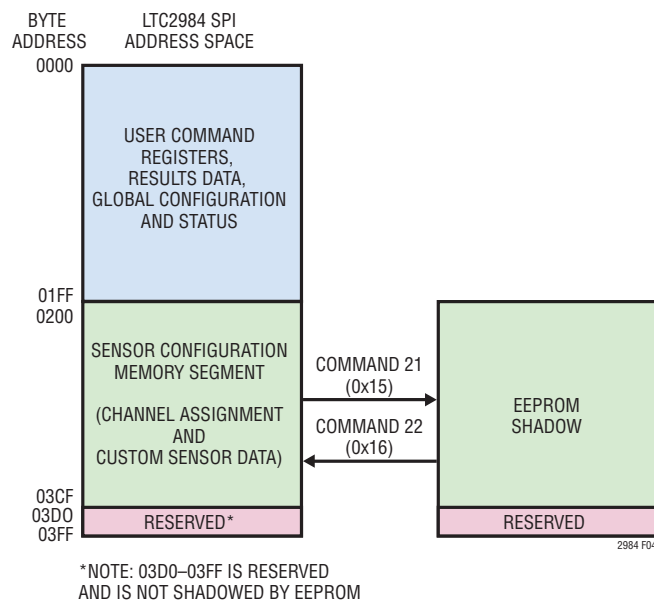 BYTE
ADDRESS
LTC2984 SPI
ADDRESS SPACE
0000
USER COMMAND
REGISTERS,
RESULTS DATA,
GLOBAL CONFIGURATION
AND STATUS
01FF
0200
SENSOR CONFIGURATION
MEMORY SEGMENT
(CHANNEL ASSIGNMENT
AND
CUSTOM SENSOR DATA)
COMMAND 21
(0x15)
COMMAND 22
(0x16)
EEPROM
SHADOW
03CF
03D0
03FF
RESERVED*
RESERVED
2984 F04
*NOTE: 03D0–03FF IS RESERVED
AND IS NOT SHADOWED BY EEPROM